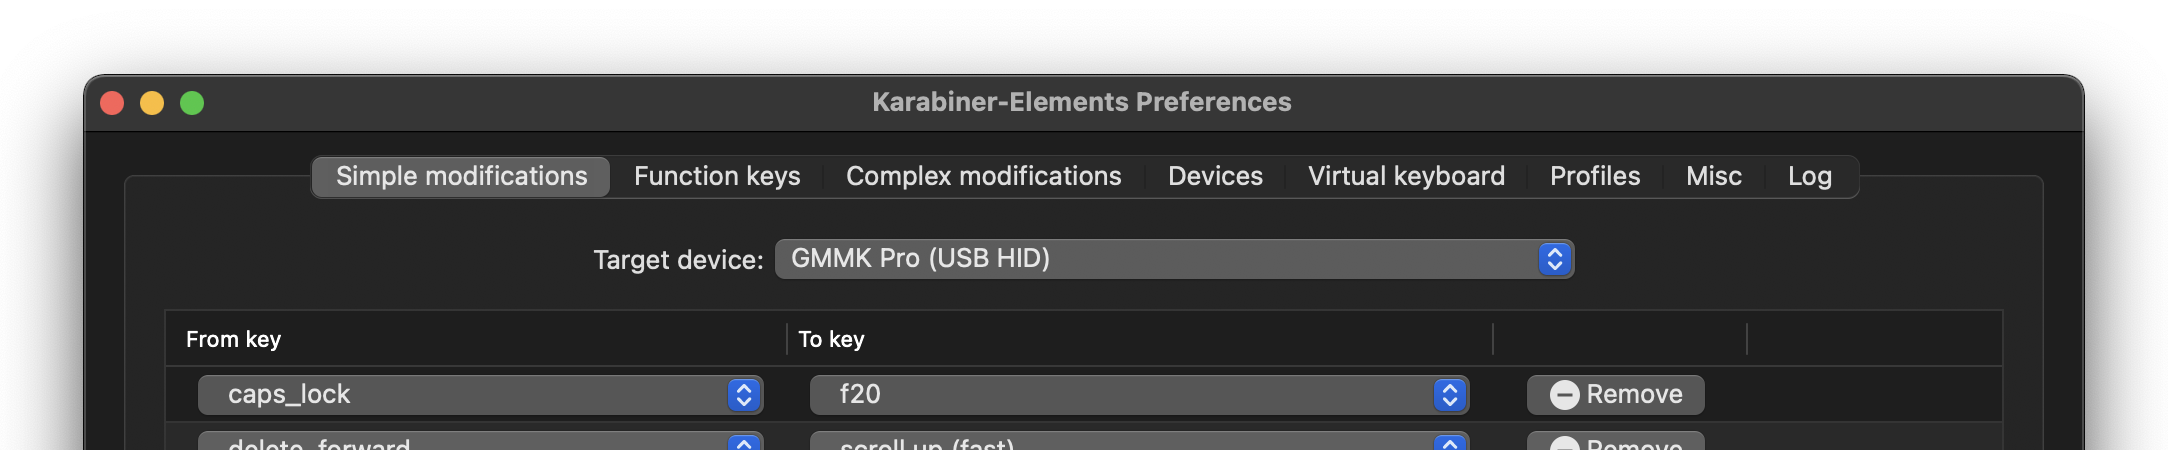 Karabiner-Elements Preferences
Simple modifications Function keys Complex modifications Devices Virtual keyboard Profiles Misc Log
Target device: GMMK Pro (USB HID)
From key To key
caps_lock f20 Remove
delete_forward scroll up (fast) Remove